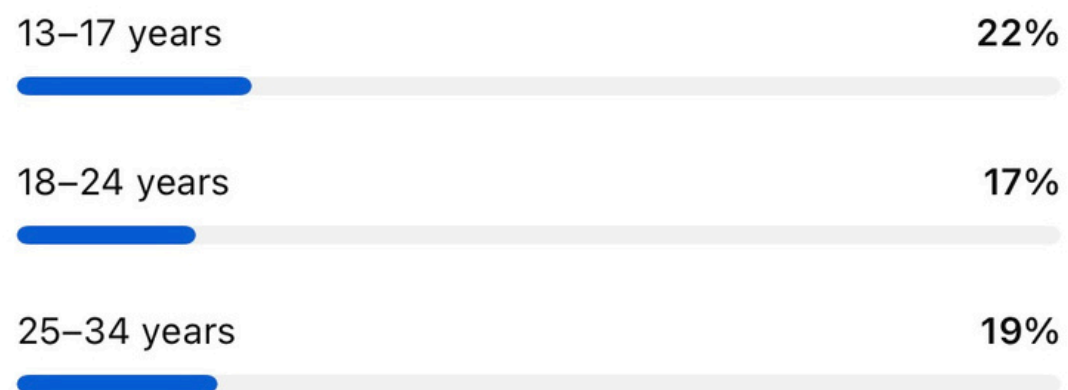 13–17 years 22%
18–24 years 17%
25–34 years 19%